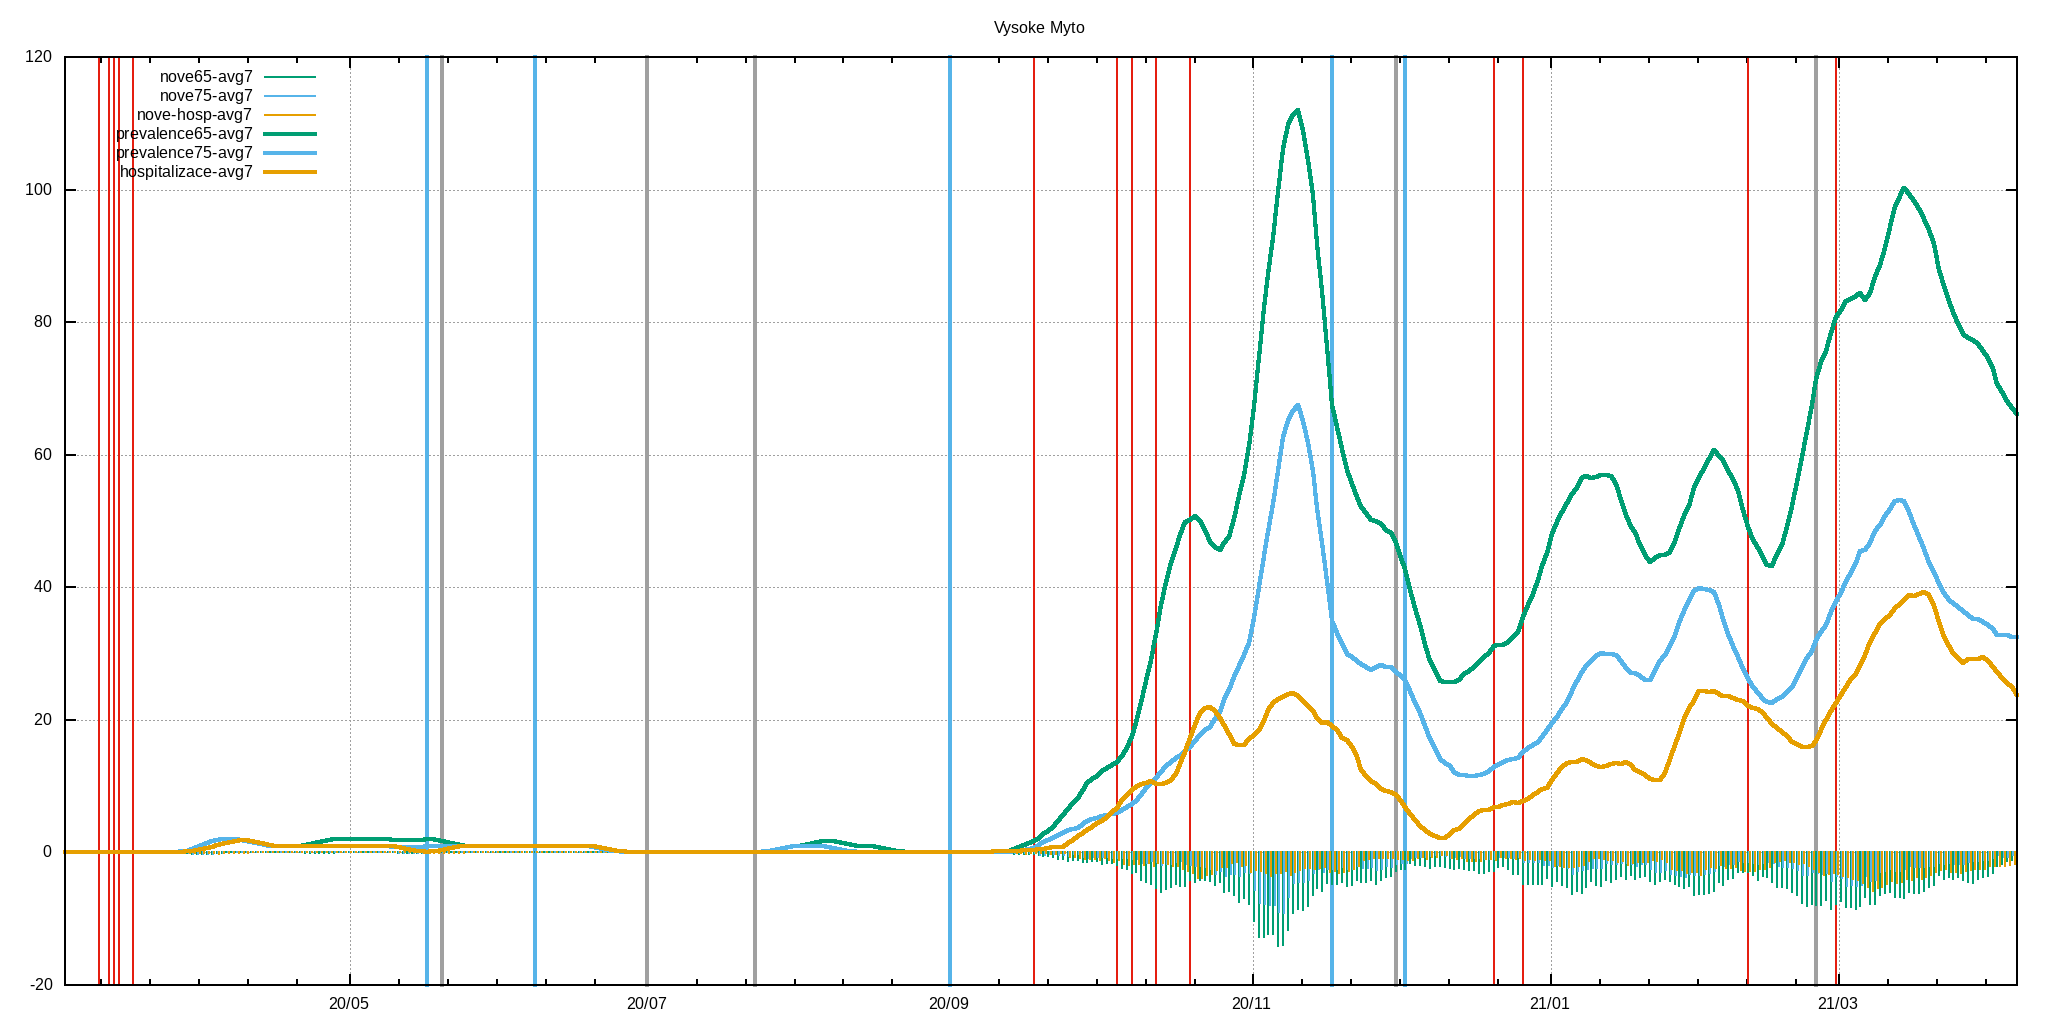 Vysoke Myto
120
100
80
60
40
20
0
-20
nove65-avg7
nove75-avg7
nove-hosp-avg7
prevalence65-avg7
prevalence75-avg7
hospitalizace-avg7
20/05
20/07
20/09
20/11
21/01
21/03